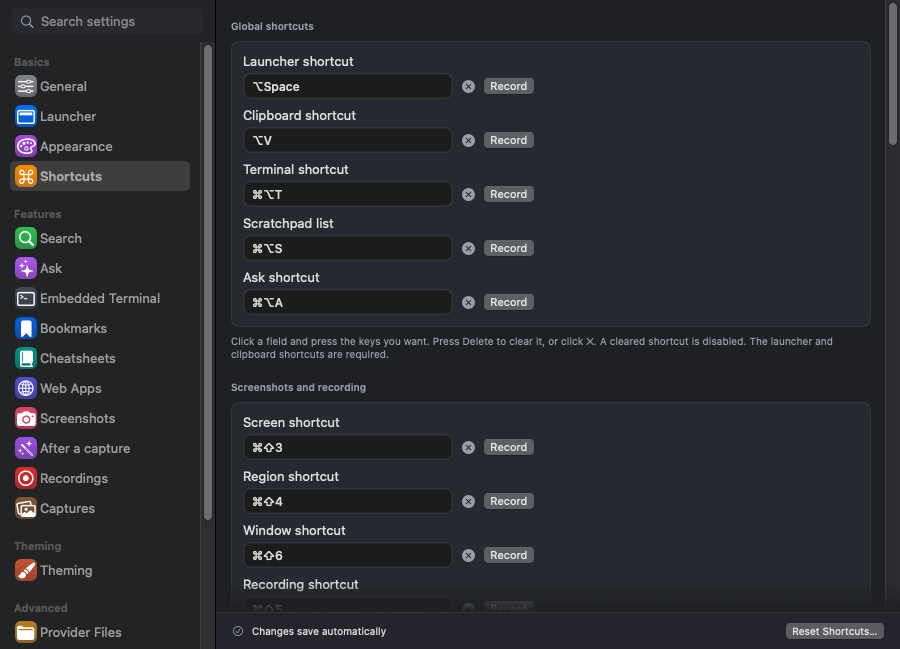 Search settings
Basics
General
Launcher
Appearance
Shortcuts
Features
Search
Ask
Embedded Terminal
Bookmarks
Cheatsheets
Web Apps
Screenshots
After a capture
Recordings
Captures
Theming
Theming
Advanced
Provider Files
Global shortcuts
Launcher shortcut
⌥Space Record
Clipboard shortcut
⌥V Record
Terminal shortcut
⌘⌥T Record
Scratchpad list
⌘⌥S Record
Ask shortcut
⌘⌥A Record
Click a field and press the keys you want. Press Delete to clear it, or click ✕. A cleared shortcut is disabled. The launcher and
clipboard shortcuts are required.
Screenshots and recording
Screen shortcut
⌘⇧3 Record
Region shortcut
⌘⇧4 Record
Window shortcut
⌘⇧6 Record
Recording shortcut
⌘⇧5 Record
Changes save automatically
Reset Shortcuts...